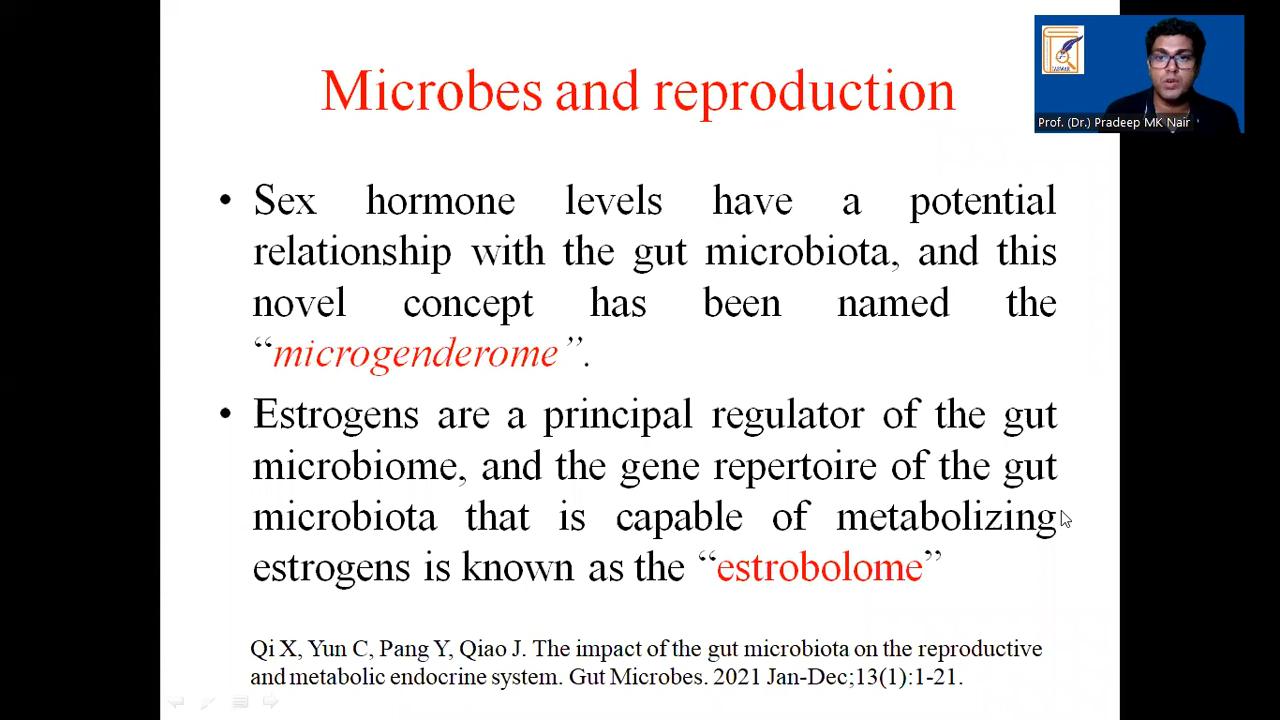 Microbes and reproduction
Prof. (Dr.) Pradeep MK Nair
• Sex hormone levels have a potential
relationship with the gut microbiota, and this
novel concept has been named the
“microgenderome”.
• Estrogens are a principal regulator of the gut
microbiome, and the gene repertoire of the gut
microbiota that is capable of metabolizing
estrogens is known as the “estrobolome”
Qi X, Yun C, Pang Y, Qiao J. The impact of the gut microbiota on the reproductive
and metabolic endocrine system. Gut Microbes. 2021 Jan-Dec;13(1):1-21.